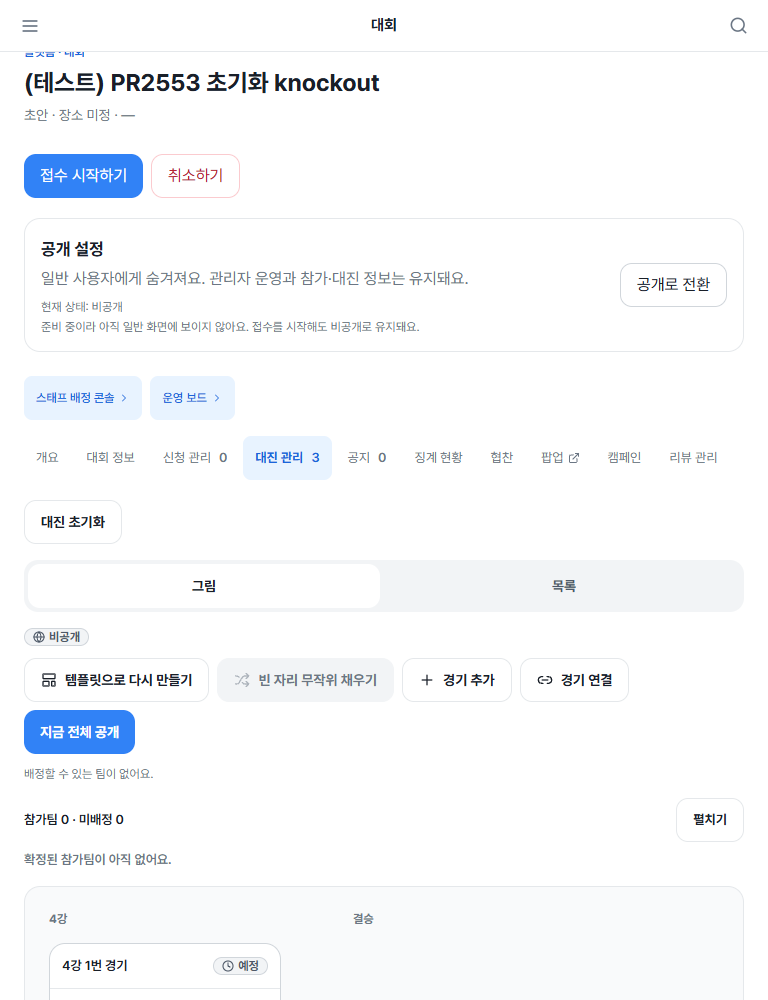 대회
플랫폼 · 대회
(테스트) PR2553 초기화 knockout
초안 · 장소 미정 · —
접수 시작하기 취소하기
공개 설정
일반 사용자에게 숨겨져요. 관리자 운영과 참가·대진 정보는 유지돼요.
현재 상태: 비공개
준비 중이라 아직 일반 화면에 보이지 않아요. 접수를 시작해도 비공개로 유지돼요.
공개로 전환
스태프 배정 콘솔 운영 보드
개요 대회 정보 신청 관리 0 대진 관리 3 공지 0 징계 현황 협찬 팝업 캠페인 리뷰 관리
대진 초기화
그림 목록
비공개
템플릿으로 다시 만들기 빈 자리 무작위 채우기 경기 추가 경기 연결
지금 전체 공개
배정할 수 있는 팀이 없어요.
참가팀 0 · 미배정 0 펼치기
확정된 참가팀이 아직 없어요.
4강 결승
4강 1번 경기 예정